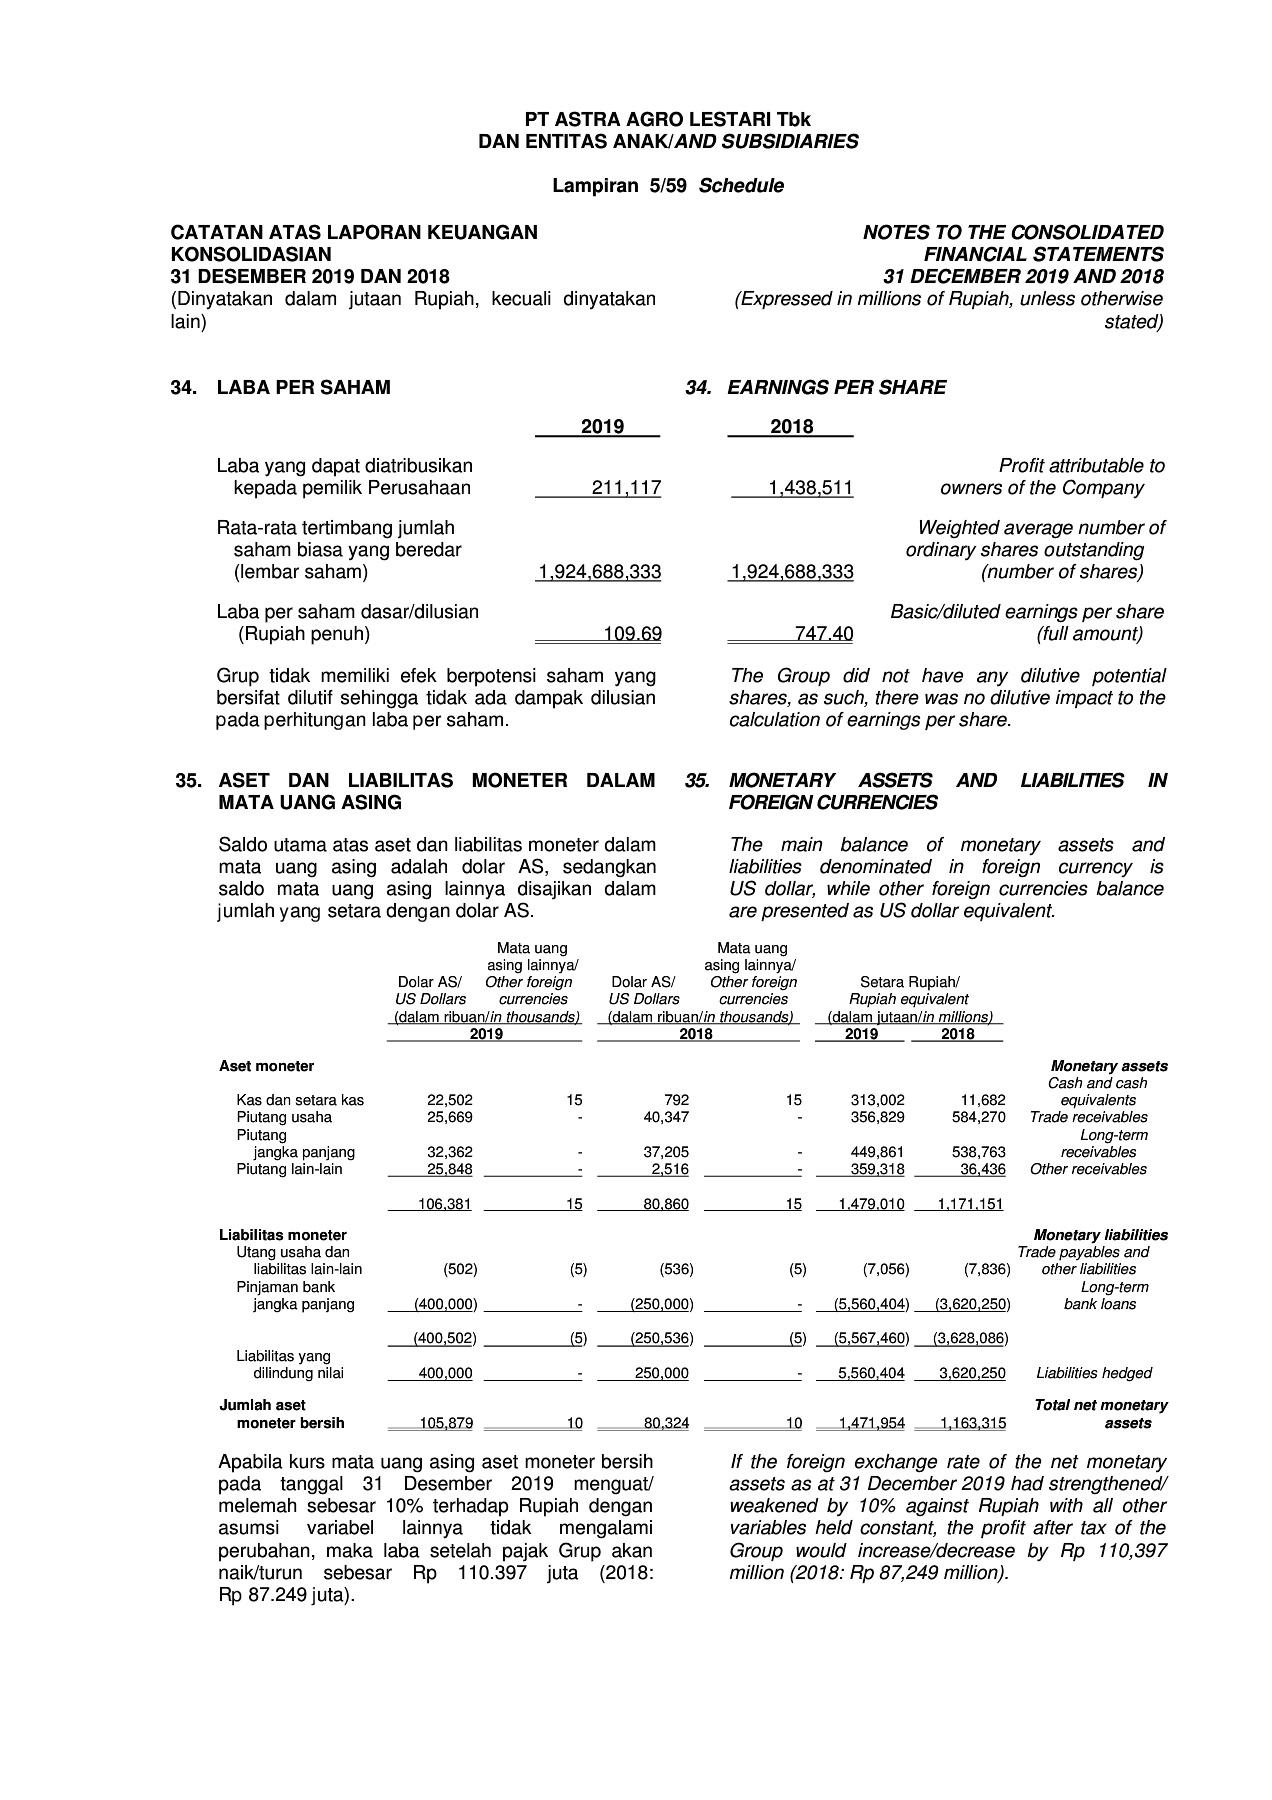 PT ASTRA AGRO LESTARI Tbk
DAN ENTITAS ANAK/AND SUBSIDIARIES
Lampiran 5/59 Schedule
CATATAN ATAS LAPORAN KEUANGAN
KONSOLIDASIAN
31 DESEMBER 2019 DAN 2018
(Dinyatakan dalam jutaan Rupiah, kecuali dinyatakan
lain)
NOTES TO THE CONSOLIDATED
FINANCIAL STATEMENTS
31 DECEMBER 2019 AND 2018
(Expressed in millions of Rupiah, unless otherwise
stated)
34. LABA PER SAHAM
34. EARNINGS PER SHARE
2019 2018
Laba yang dapat diatribusikan Profit attributable to
kepada pemilik Perusahaan 211,117 1,438,511 owners of the Company
Rata-rata tertimbang jumlah Weighted average number of
saham biasa yang beredar ordinary shares outstanding
(lembar saham) 1,924,688,333 1,924,688,333 (number of shares)
Laba per saham dasar/dilusian Basic/diluted earnings per share
(Rupiah penuh) 109.69 747.40 (full amount)
Grup tidak memiliki efek berpotensi saham yang
bersifat dilutif sehingga tidak ada dampak dilusian
pada perhitungan laba per saham.
The Group did not have any dilutive potential
shares, as such, there was no dilutive impact to the
calculation of earnings per share.
35. ASET DAN LIABILITAS MONETER DALAM
MATA UANG ASING
35. MONETARY ASSETS AND LIABILITIES IN
FOREIGN CURRENCIES
Saldo utama atas aset dan liabilitas moneter dalam
mata uang asing adalah dolar AS, sedangkan
saldo mata uang asing lainnya disajikan dalam
jumlah yang setara dengan dolar AS.
The main balance of monetary assets and
liabilities denominated in foreign currency is
US dollar, while other foreign currencies balance
are presented as US dollar equivalent.
Mata uang Mata uang
asing lainnya/ asing lainnya/
Dolar AS/ Other foreign Dolar AS/ Other foreign Setara Rupiah/
US Dollars currencies US Dollars currencies Rupiah equivalent
(dalam ribuan/in thousands) (dalam ribuan/in thousands) (dalam jutaan/in millions)
2019 2018 2019 2018
Aset moneter Monetary assets
Cash and cash
Kas dan setara kas 22,502 15 792 15 313,002 11,682 equivalents
Piutang usaha 25,669 - 40,347 - 356,829 584,270 Trade receivables
Piutang Long-term
jangka panjang 32,362 - 37,205 - 449,861 538,763 receivables
Piutang lain-lain 25,848 - 2,516 - 359,318 36,436 Other receivables
106,381 15 80,860 15 1,479,010 1,171,151
Liabilitas moneter Monetary liabilities
Utang usaha dan Trade payables and
liabilitas lain-lain (502) (5) (536) (5) (7,056) (7,836) other liabilities
Pinjaman bank Long-term
jangka panjang (400,000) - (250,000) - (5,560,404) (3,620,250) bank loans
(400,502) (5) (250,536) (5) (5,567,460) (3,628,086)
Liabilitas yang
dilindung nilai 400,000 - 250,000 - 5,560,404 3,620,250 Liabilities hedged
Jumlah aset Total net monetary
moneter bersih 105,879 10 80,324 10 1,471,954 1,163,315 assets
Apabila kurs mata uang asing aset moneter bersih
pada tanggal 31 Desember 2019 menguat/
melemah sebesar 10% terhadap Rupiah dengan
asumsi variabel lainnya tidak mengalami
perubahan, maka laba setelah pajak Grup akan
naik/turun sebesar Rp 110.397 juta (2018:
Rp 87.249 juta).
If the foreign exchange rate of the net monetary
assets as at 31 December 2019 had strengthened/
weakened by 10% against Rupiah with all other
variables held constant, the profit after tax of the
Group would increase/decrease by Rp 110,397
million (2018: Rp 87,249 million).